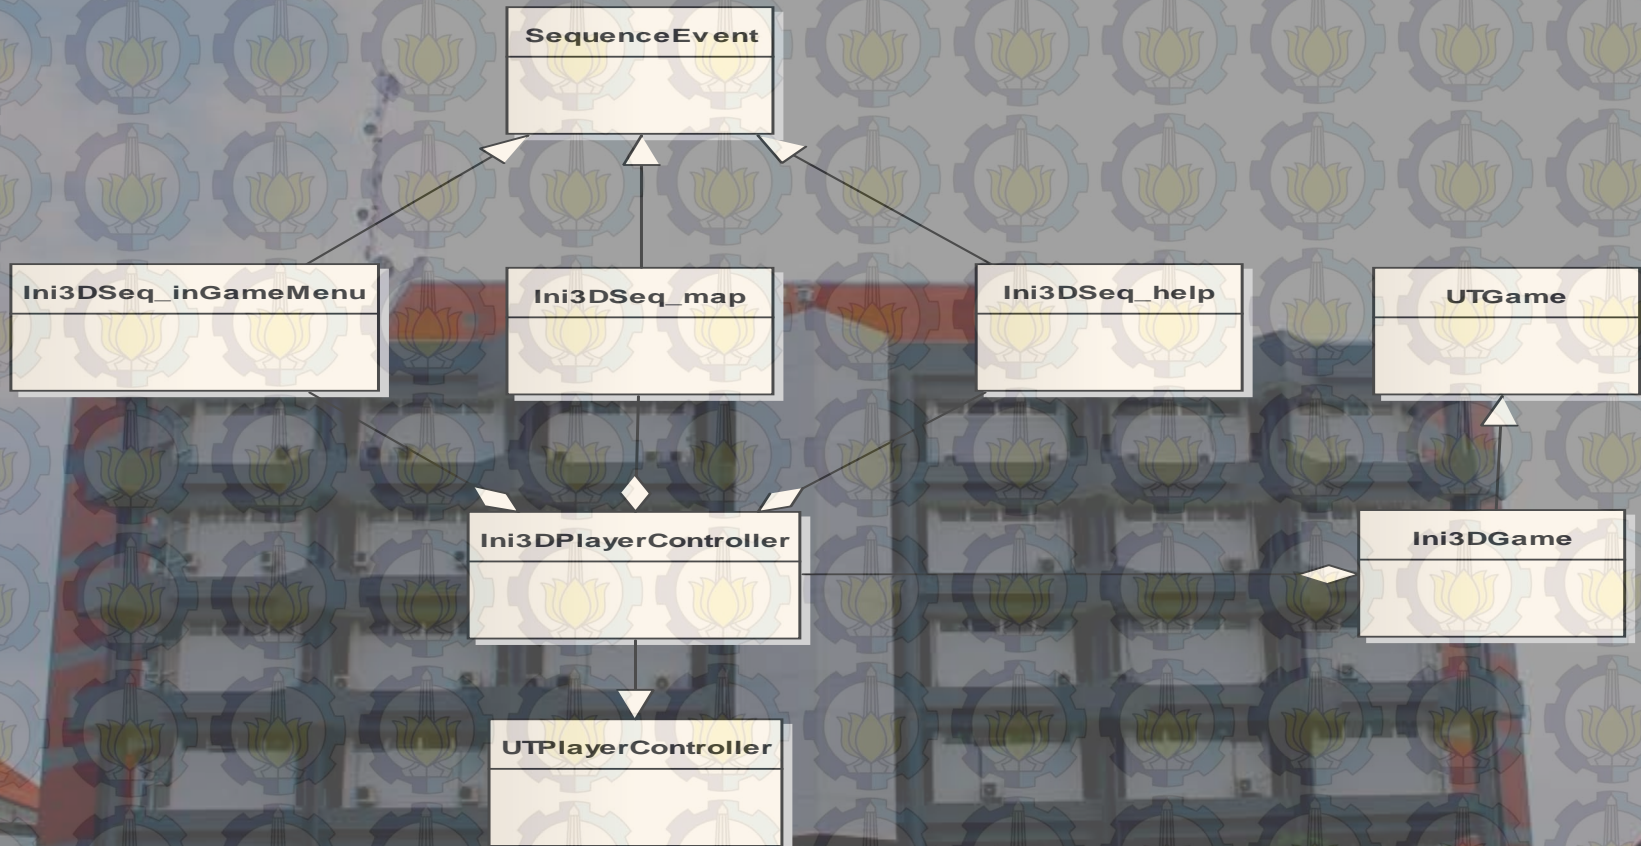 SequenceEvent
Ini3DSeq_inGameMenu
Ini3DSeq_map
Ini3DSeq_help
UTGame
Ini3DPlayerController
Ini3DGame
UTPlayerController